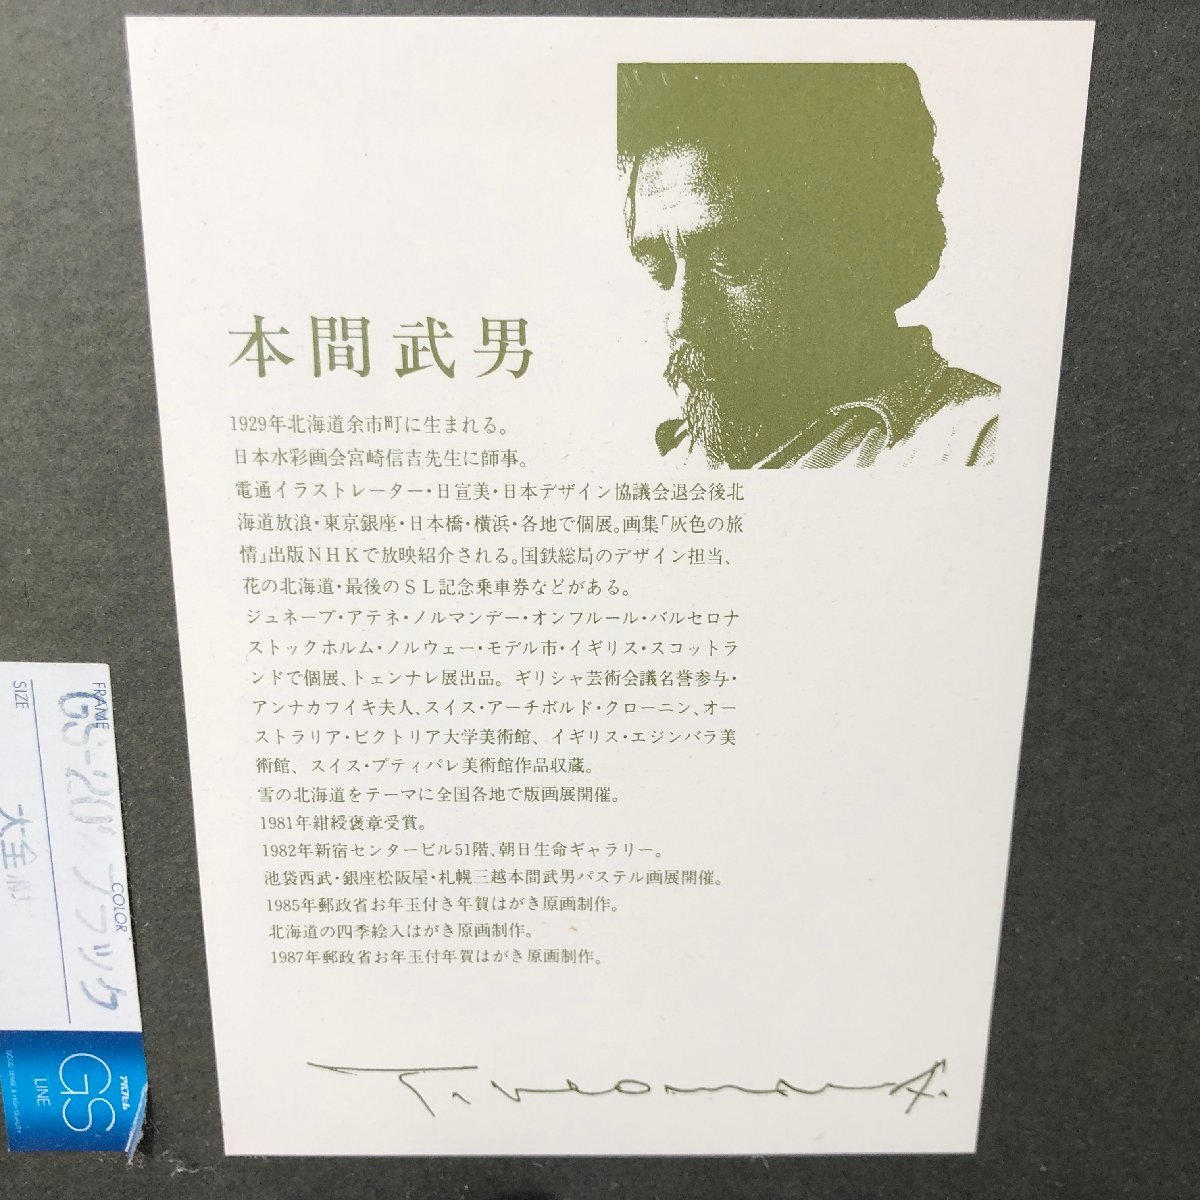 本間武男
1929年北海道余市町に生まれる。
日本水彩画会宮崎信吉先生に師事。
電通イラストレーター・日宣美・日本デザイン協議会退会後北
海道放浪・東京銀座・日本橋・横浜・各地で個展。画集「灰色の旅
情」出版NHKで放映紹介される。国鉄総局のデザイン担当、
花の北海道・最後のSL記念乗車券などがある。
ジュネーブ・アテネ・ノルマンデー・オンフルール・バルセロナ
ストックホルム・ノルウェー・モデル市・イギリス・スコットラ
ンドで個展、トェンナレ展出品。ギリシャ芸術会議名誉参与・
アンナカフイキ夫人、スイス・アーチボルド・クローニン、オー
ストラリア・ビクトリア大学美術館、イギリス・エジンバラ美
術館、スイス・プティパレ美術館作品収蔵。
雪の北海道をテーマに全国各地で版画展開催。
1981年紺綬褒章受賞。
1982年新宿センタービル51階、朝日生命ギャラリー。
池袋西武・銀座松阪屋・札幌三越本間武男パステル画展開催。
1985年郵政省お年玉付き年賀はがき原画制作。
北海道の四季絵入はがき原画制作。
1987年郵政省お年玉付年賀はがき原画制作。
FRAME
COLOR
ブラック
SIZE
GS
LINE